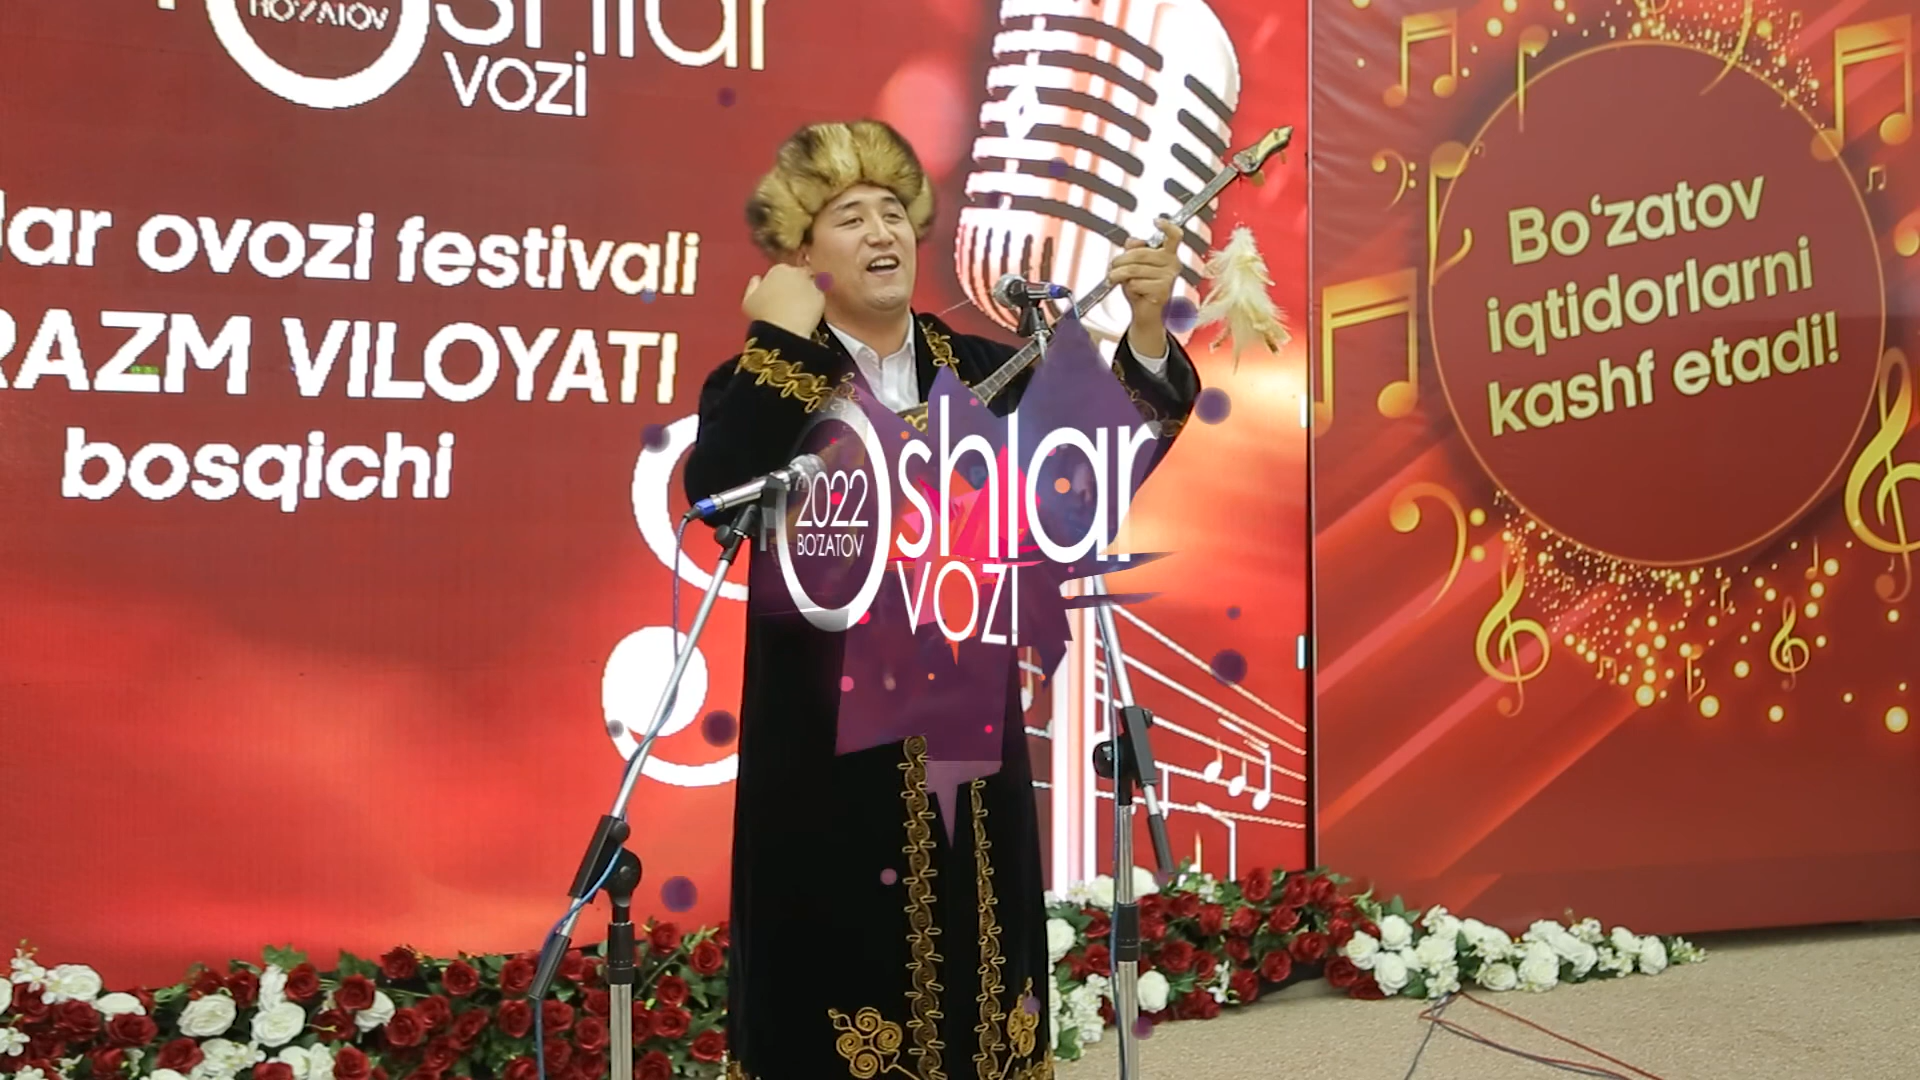 BO'ZATOV
shlar
vozi
lar ovozi festivali
RAZM VILOYATI
bosqichi
Bo‘zatov
iqtidorlarni
kashf etadi!
Oshlar
2022
BO'ZATOV
VOZI